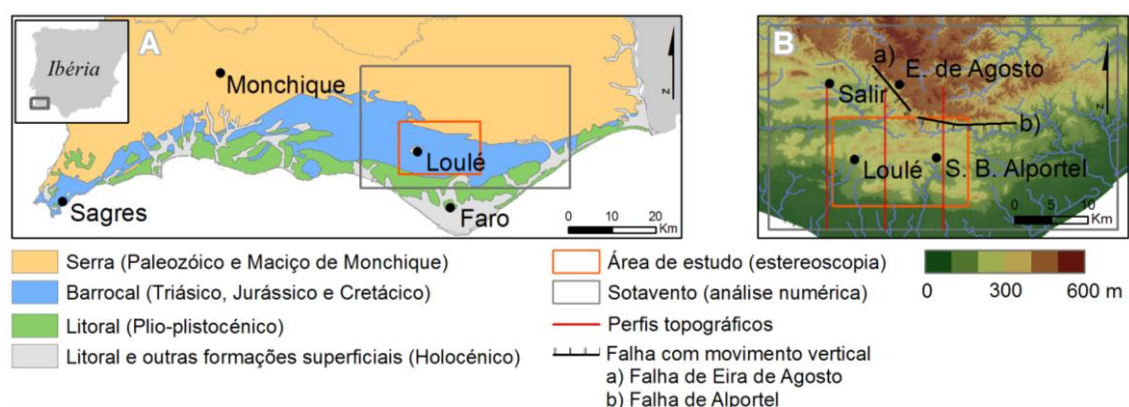 A
Ibéria
Monchique
Loulé
Sagres
Faro
0 10 20
Km
N
B
a)
E. de Agosto
Salir
b)
Loulé
S. B. Alportel
0 5 10
Km
N
Serra (Paleozóico e Maciço de Monchique)
Barrocal (Triásico, Jurássico e Cretácico)
Litoral (Plio-plistocénico)
Litoral e outras formações superficiais (Holocénico)
Área de estudo (estereoscopia)
Sotavento (análise numérica)
Perfis topográficos
Falha com movimento vertical
a) Falha de Eira de Agosto
b) Falha de Alportel
0 300 600 m